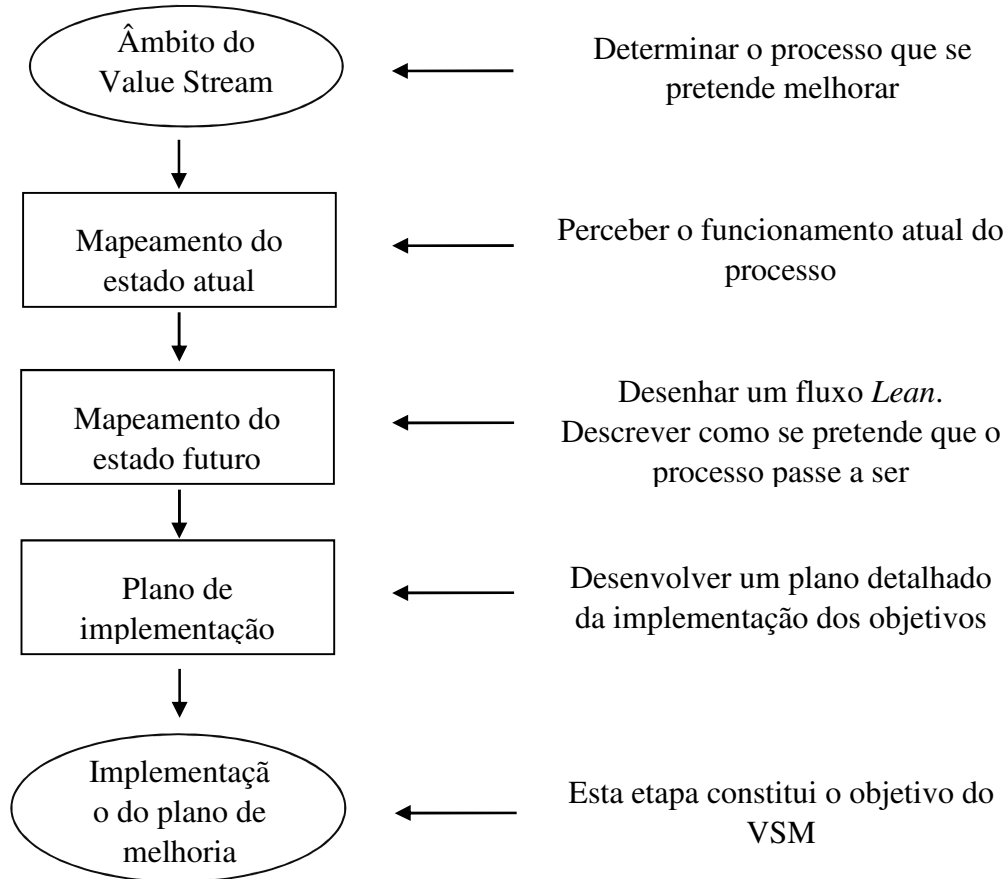 Âmbito do
Value Stream
Determinar o processo que se
pretende melhorar
Mapeamento do
estado atual
Perceber o funcionamento atual do
processo
Mapeamento do
estado futuro
Desenhar um fluxo Lean.
Descrever como se pretende que o
processo passe a ser
Plano de
implementação
Desenvolver um plano detalhado
da implementação dos objetivos
Implementaçã
o do plano de
melhoria
Esta etapa constitui o objetivo do
VSM